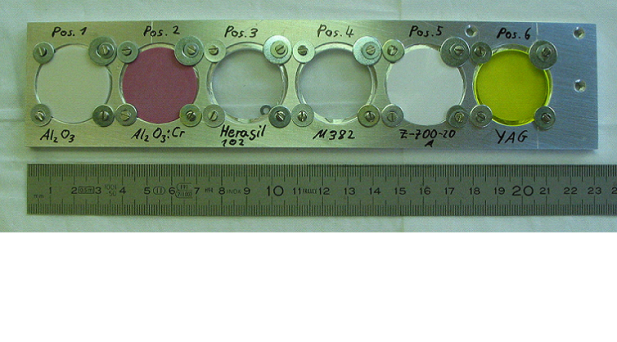 Pos. 1 Pos. 2 Pos. 3 Pos. 4 Pos. 5 Pos. 6
Al₂O₃ Al₂O₃:Cr Herasil M382 Z-700-20 YAG
102 A
1 2 3 4 5 6 7 8 INOX 9 10 11 12 13 14 15 16 17 18 19 20 21 22 23